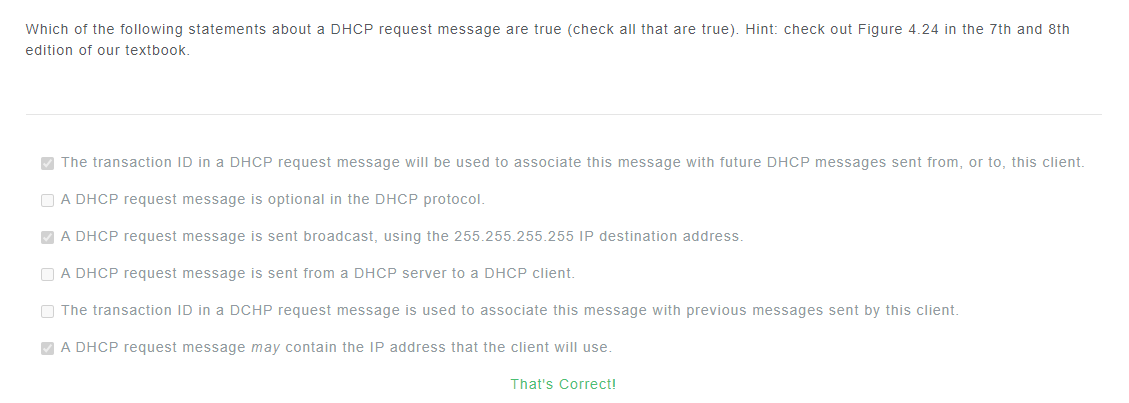 Which of the following statements about a DHCP request message are true (check all that are true). Hint: check out Figure 4.24 in the 7th and 8th
edition of our textbook.
The transaction ID in a DHCP request message will be used to associate this message with future DHCP messages sent from, or to, this client.
A DHCP request message is optional in the DHCP protocol.
A DHCP request message is sent broadcast, using the 255.255.255.255 IP destination address.
A DHCP request message is sent from a DHCP server to a DHCP client.
The transaction ID in a DCHP request message is used to associate this message with previous messages sent by this client.
A DHCP request message may contain the IP address that the client will use.
That's Correct!